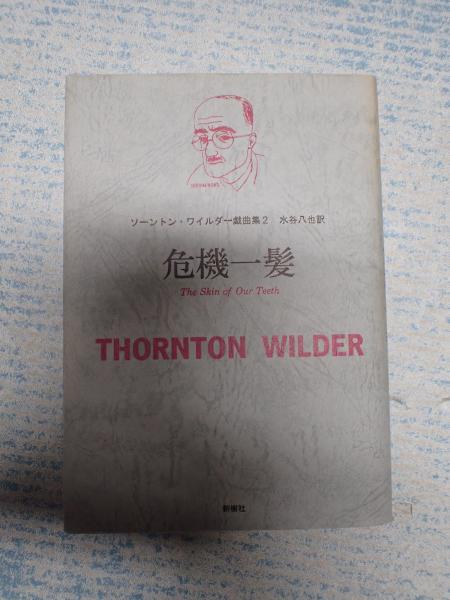 ソーントン・ワイルダー戯曲集2 水谷八也訳
危機一髪
The Skin of Our Teeth
THORNTON WILDER
新樹社